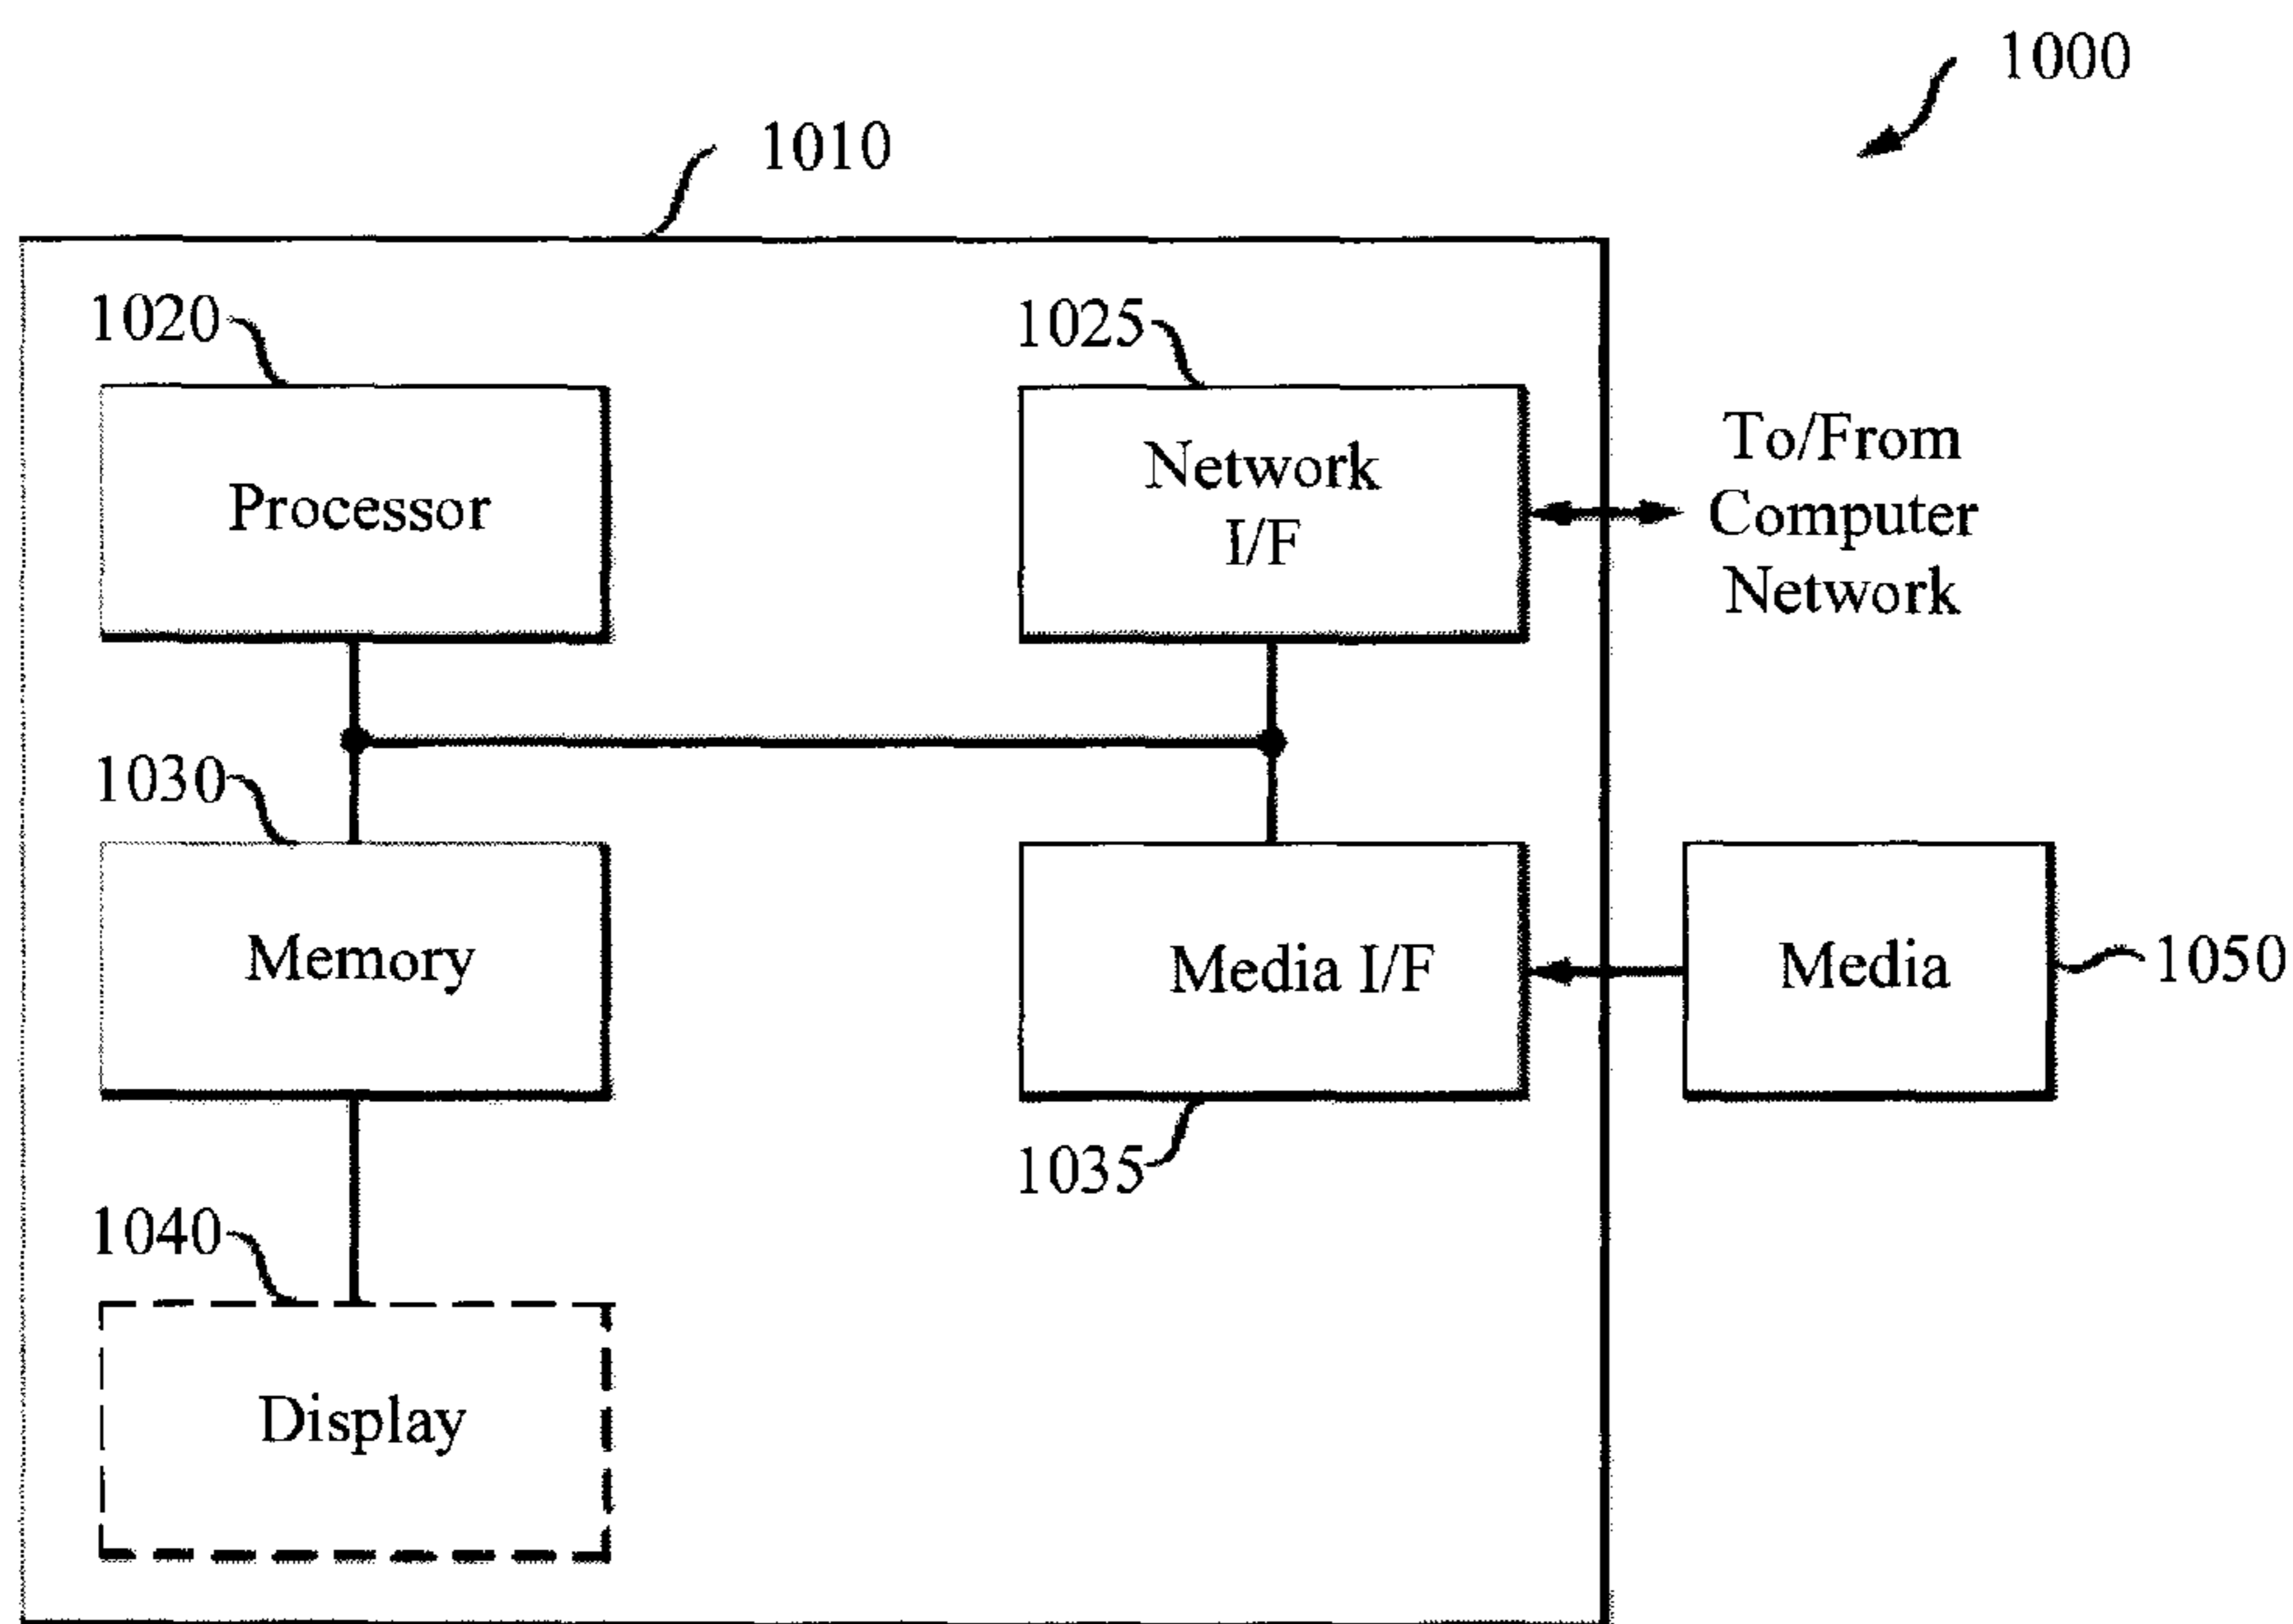 1000
1010
1020
1025
Processor
Network
I/F
To/From
Computer
Network
1030
Memory
Media I/F
Media
1050
1035
1040
Display